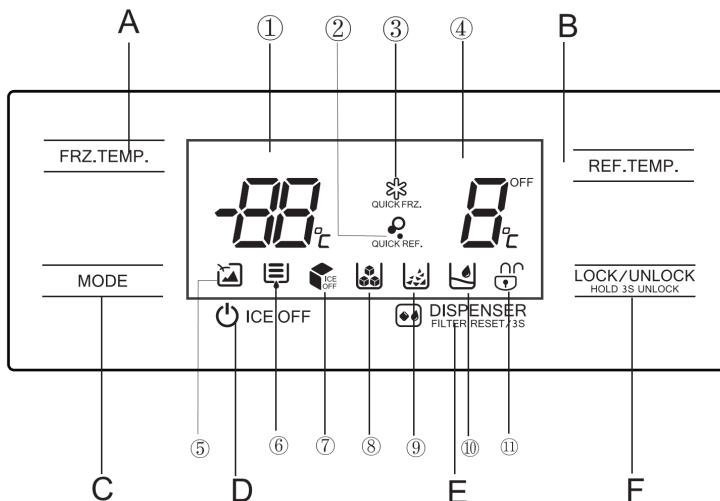 A
①
②
③
④
B
FRZ.TEMP.
REF.TEMP.
-88°C
QUICK FRZ.
QUICK REF.
8°C
OFF
MODE
ICE
OFF
LOCK/UNLOCK
HOLD 3S UNLOCK
ICE OFF
DISPENSER
FILTER RESET/3S
⑤
⑥
⑦
⑧
⑨
⑩
⑪
C
D
E
F